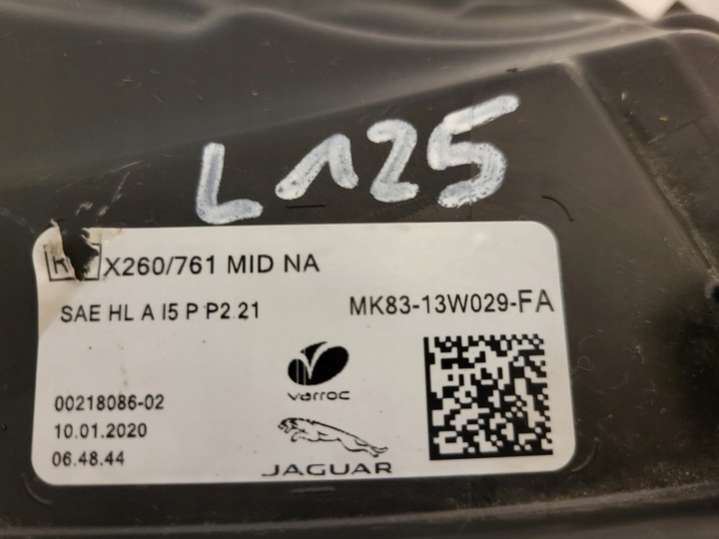 L125
X260/761 MID NA
SAE HL A I5 P P2 21
MK83-13W029-FA
varroc
00218086-02
10.01.2020
06.48.44
JAGUAR